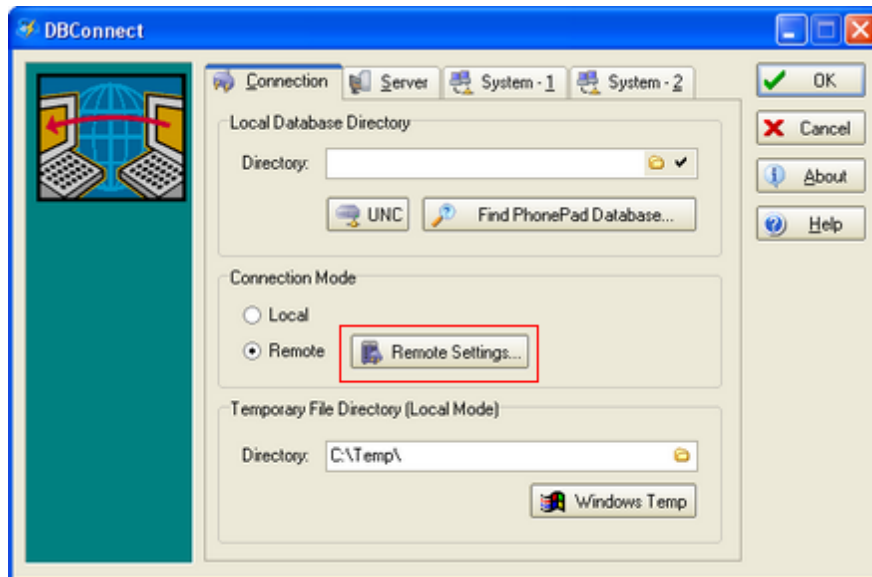 DBConnect
Connection Server System - 1 System - 2
OK
Cancel
About
Help
Local Database Directory
Directory:
UNC Find PhonePad Database...
Connection Mode
Local
Remote Remote Settings...
Temporary File Directory (Local Mode)
Directory: C:\Temp\
Windows Temp